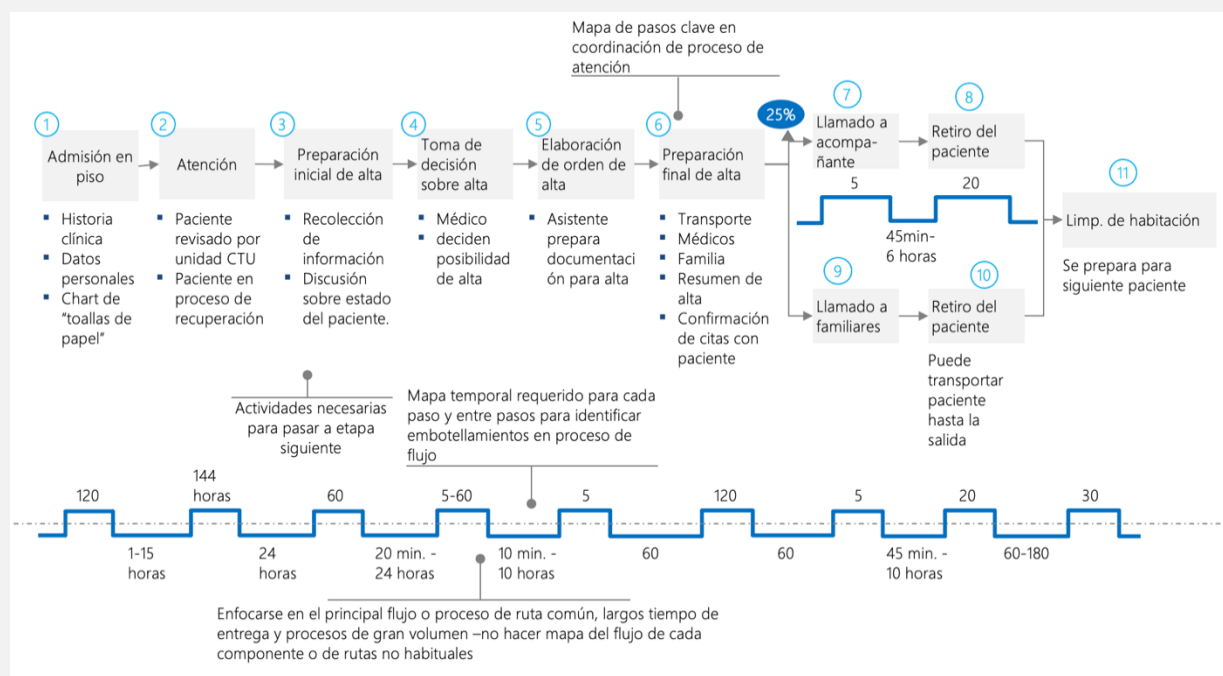 Mapa de pasos clave en
coordinación de proceso de
atención
1
Admisión en
piso
▪ Historia
clínica
▪ Datos
personales
▪ Chart de
“toallas de
papel”
2
Atención
▪ Paciente
revisado por
unidad CTU
▪ Paciente en
proceso de
recuperación
3
Preparación
inicial de alta
▪ Recolección
de
información
▪ Discusión
sobre estado
del paciente.
4
Toma de
decisión
sobre alta
▪ Médico
▪ deciden
posibilidad
de alta
5
Elaboración
de orden de
alta
▪ Asistente
prepara
documentaci
ón para alta
6
Preparación
final de alta
▪ Transporte
▪ Médicos
▪ Familia
▪ Resumen de
alta
▪ Confirmación
de citas con
paciente
25%
7
Llamado a
acompa-
ñante
8
Retiro del
paciente
5
20
45min-
6 horas
9
Llamado a
familiares
10
Retiro del
paciente
Puede
transportar
paciente
hasta la
salida
11
Limp. de habitación
Se prepara para
siguiente paciente
Actividades necesarias
para pasar a etapa
siguiente
Mapa temporal requerido para cada
paso y entre pasos para identificar
embotellamientos en proceso de
flujo
120
144
horas
60
5-60
5
120
5
20
30
1-15
horas
24
horas
20 min. -
24 horas
10 min. -
10 horas
60
60
45 min. -
10 horas
60-180
Enfocarse en el principal flujo o proceso de ruta común, largos tiempo de
entrega y procesos de gran volumen –no hacer mapa del flujo de cada
componente o de rutas no habituales